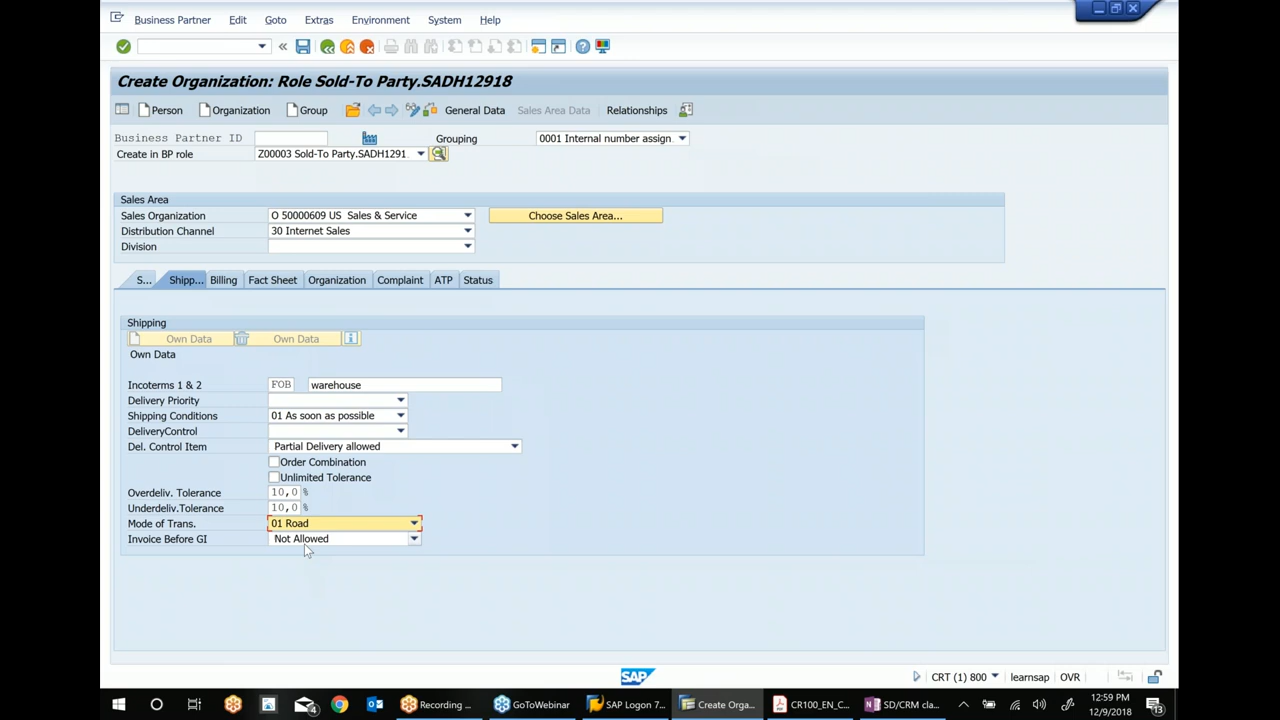 Business Partner Edit Goto Extras Environment System Help
Create Organization: Role Sold-To Party.SADH12918
Person Organization Group General Data Sales Area Data Relationships
Business Partner ID Grouping 0001 Internal number assign
Create in BP role Z00003 Sold-To Party.SADH1291
Sales Area
Sales Organization O 50000609 US Sales & Service Choose Sales Area...
Distribution Channel 30 Internet Sales
Division
S... Shipp... Billing Fact Sheet Organization Complaint ATP Status
Shipping
Own Data Own Data
Own Data
Incoterms 1 & 2 FOB warehouse
Delivery Priority
Shipping Conditions 01 As soon as possible
DeliveryControl
Del. Control Item Partial Delivery allowed
Order Combination
Unlimited Tolerance
Overdeliv. Tolerance 10,0 %
Underdeliv.Tolerance 10,0 %
Mode of Trans. 01 Road
Invoice Before GI Not Allowed
SAP CRT (1) 800 learnsap OVR
4 Recording ... GoToWebinar SAP Logon 7... Create Orga... CR100_EN_C... SD/CRM cla... 12:59 PM
12/9/2018 13